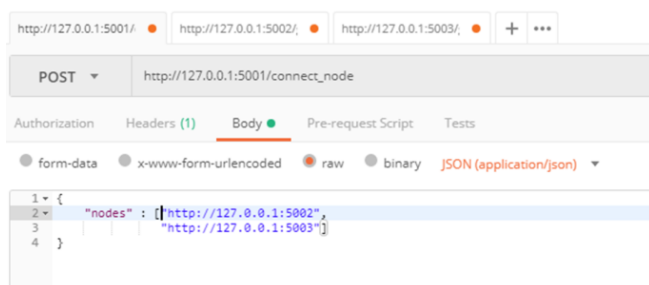 http://127.0.0.1:5001/ http://127.0.0.1:5002/ http://127.0.0.1:5003/ + •••
POST http://127.0.0.1:5001/connect_node
Authorization Headers (1) Body Pre-request Script Tests
form-data x-www-form-urlencoded raw binary JSON (application/json)
1 {
2 "nodes" : ["http://127.0.0.1:5002",
3 "http://127.0.0.1:5003"]
4 }